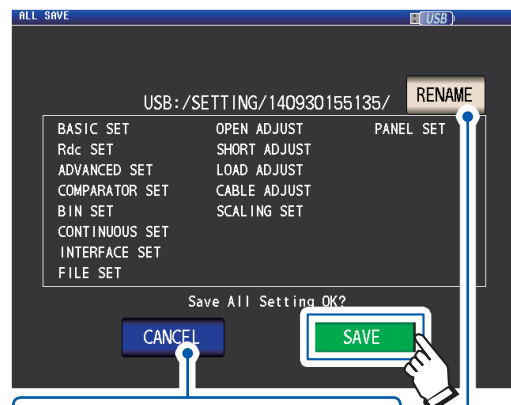 ALL SAVE
USB
USB:/SETTING/140930155135/
RENAME
BASIC SET OPEN ADJUST PANEL SET
Rdc SET SHORT ADJUST
ADVANCED SET LOAD ADJUST
COMPARATOR SET CABLE ADJUST
BIN SET SCALING SET
CONTINUOUS SET
INTERFACE SET
FILE SET
Save All Setting OK?
CANCEL SAVE